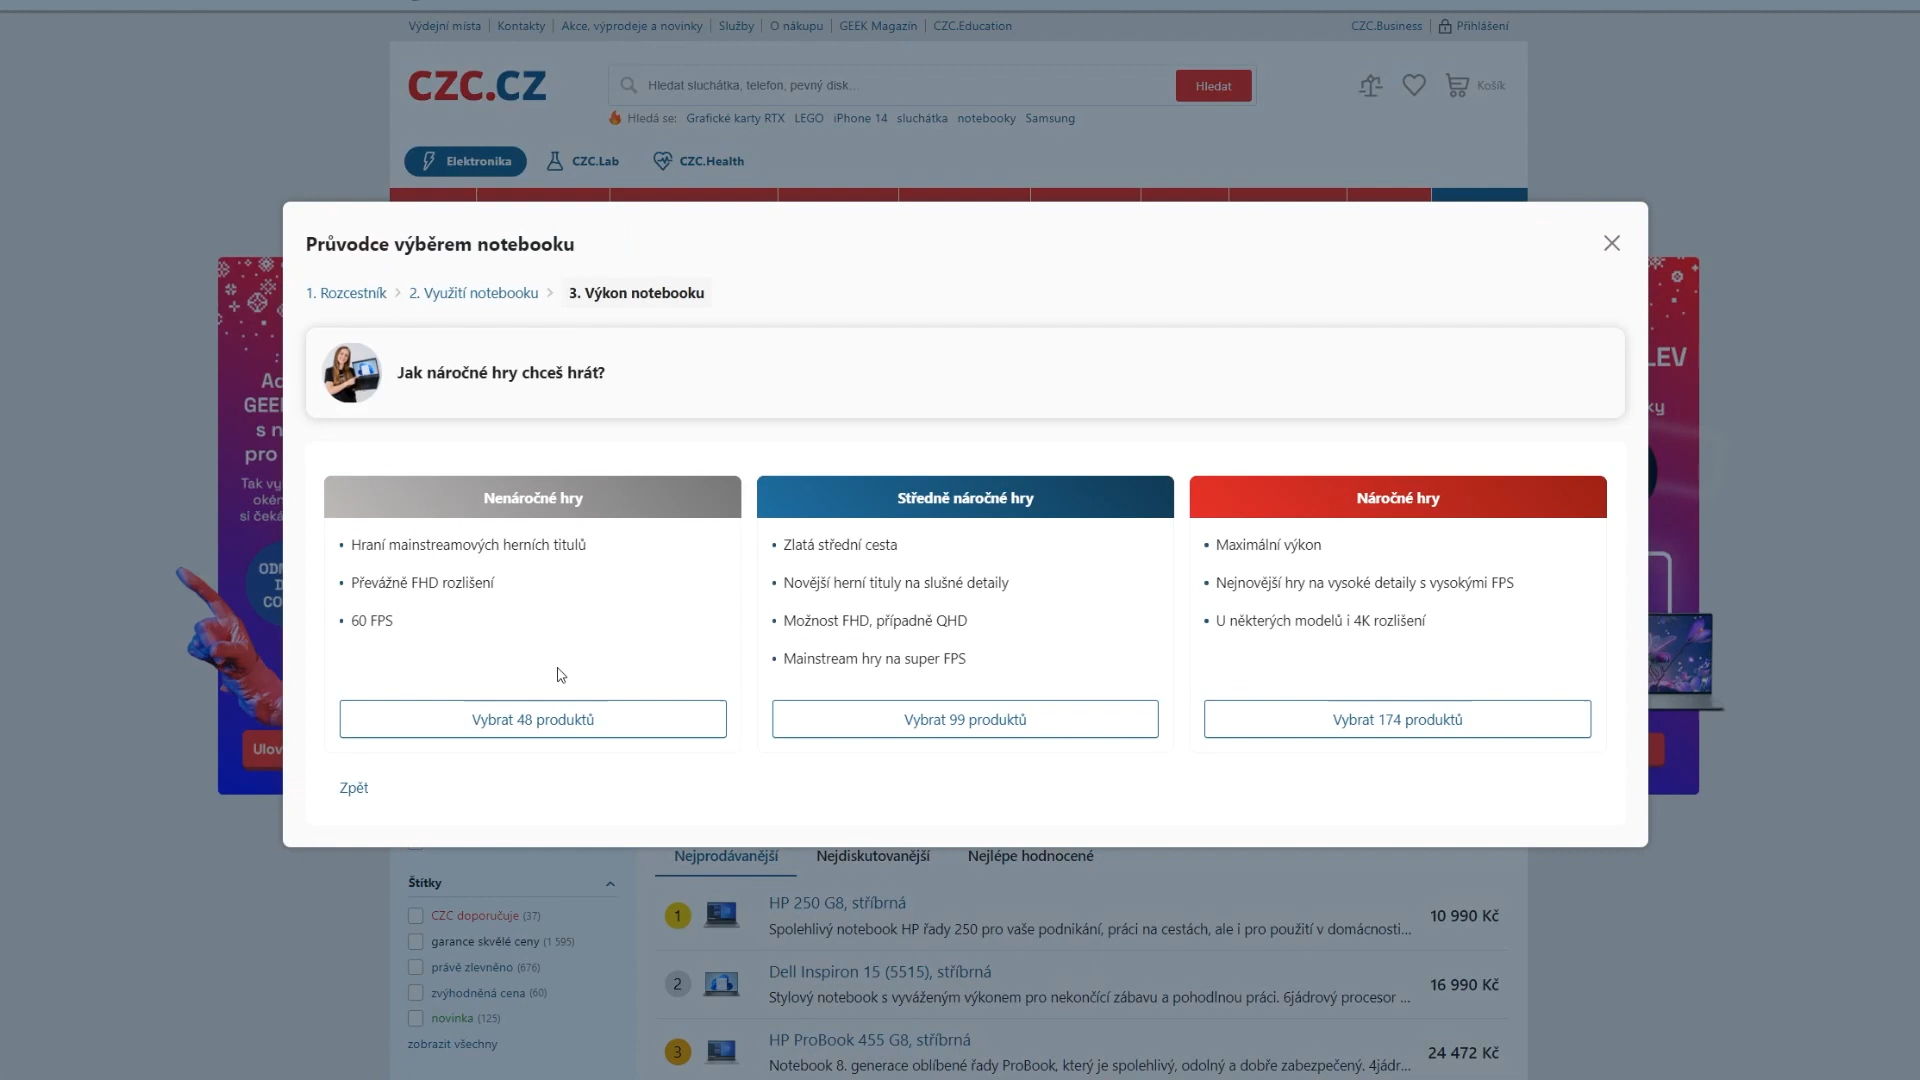 Výdejní místa
Kontakty
Akce, výprodeje a novinky
Služby
O nákupu
GEEK Magazín
CZC.Education
CZC.Business
Přihlášení
CZC.CZ
Hledat sluchátka, telefon, pevný disk...
Hledat
Košík
Hledá se:
Grafické karty RTX
LEGO
iPhone 14
sluchátka
notebooky
Samsung
Elektronika
CZC.Lab
CZC.Health
Průvodce výběrem notebooku
1. Rozcestník
2. Využití notebooku
3. Výkon notebooku
Jak náročné hry chceš hrát?
Nenáročné hry
• Hraní mainstreamových herních titulů
• Převážně FHD rozlišení
• 60 FPS
Vybrat 48 produktů
Středně náročné hry
• Zlatá střední cesta
• Novější herní tituly na slušné detaily
• Možnost FHD, případně QHD
• Mainstream hry na super FPS
Vybrat 99 produktů
Náročné hry
• Maximální výkon
• Nejnovější hry na vysoké detaily s vysokými FPS
• U některých modelů i 4K rozlišení
Vybrat 174 produktů
Zpět
Štítky
CZC doporučuje (37)
garance skvělé ceny (1 595)
právě zlevněno (676)
zvýhodněná cena (60)
novinka (125)
zobrazit všechny
Nejprodávanější
Nejdiskutovanější
Nejlépe hodnocené
1
HP 250 G8, stříbrná
Spolehlivý notebook HP řady 250 pro vaše podnikání, práci na cestách, ale i pro použití v domácnosti...
10 990 Kč
2
Dell Inspiron 15 (5515), stříbrná
Stylový notebook s vyváženým výkonem pro nekončící zábavu a pohodlnou práci. 6jádrový procesor ...
16 990 Kč
3
HP ProBook 455 G8, stříbrná
Notebook 8. generace oblíbené řady ProBook, který je spolehlivý, odolný a dobře zabezpečený. 4jádr...
24 472 Kč